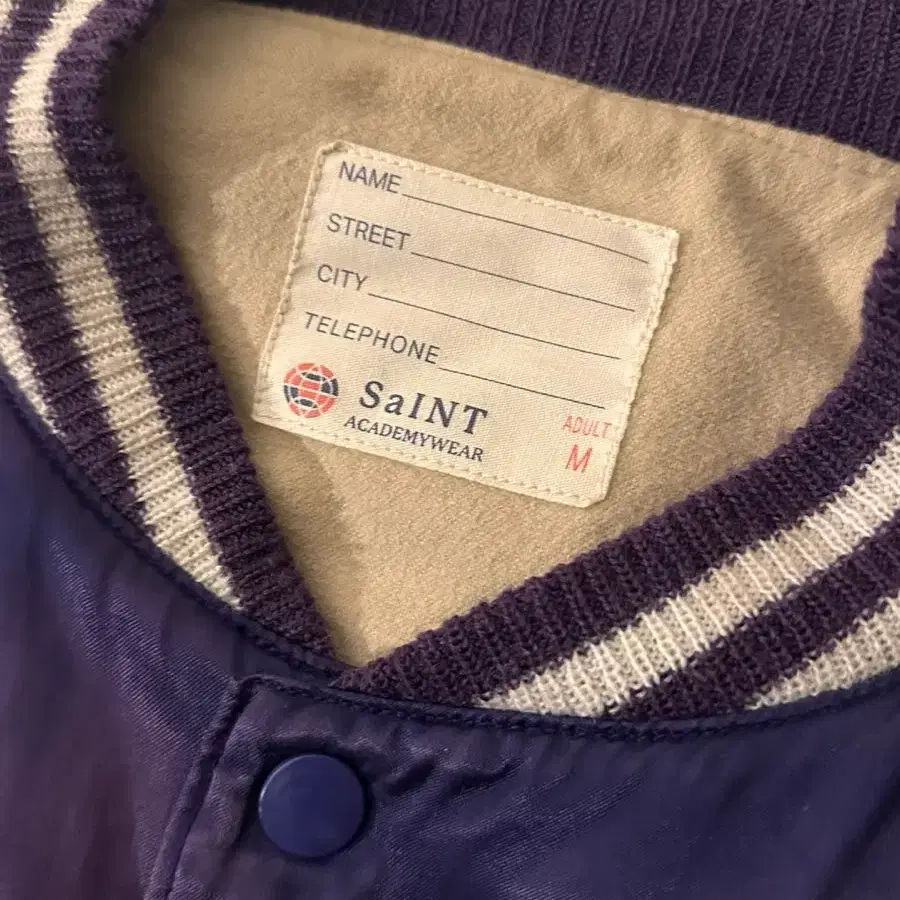 NAME
STREET
CITY
TELEPHONE
SaINT
ACADEMYWEAR
ADULT
M